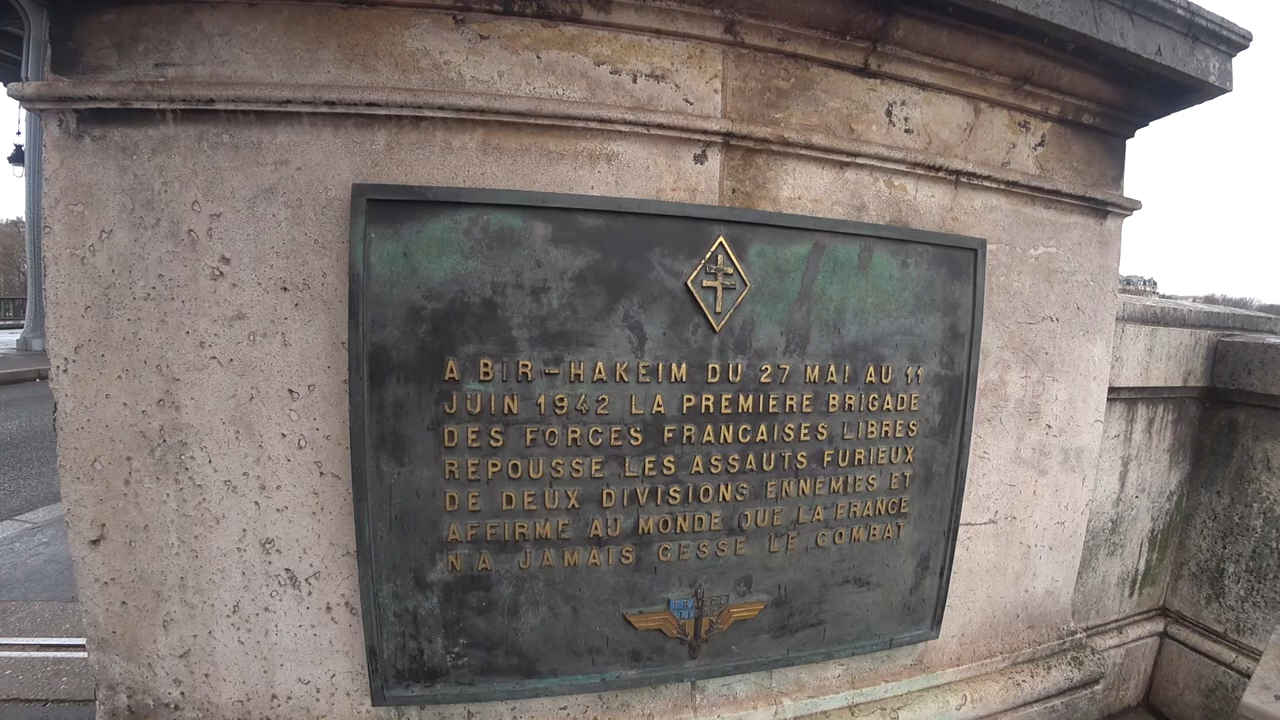 A BIR-HAKEIM DU 27 MAI AU 11
JUIN 1942 LA PREMIERE BRIGADE
DES FORCES FRANCAISES LIBRES
REPOUSSE LES ASSAUTS FURIEUX
DE DEUX DIVISIONS ENNEMIES ET
AFFIRME AU MONDE QUE LA FRANCE
N'A JAMAIS CESSE LE COMBAT